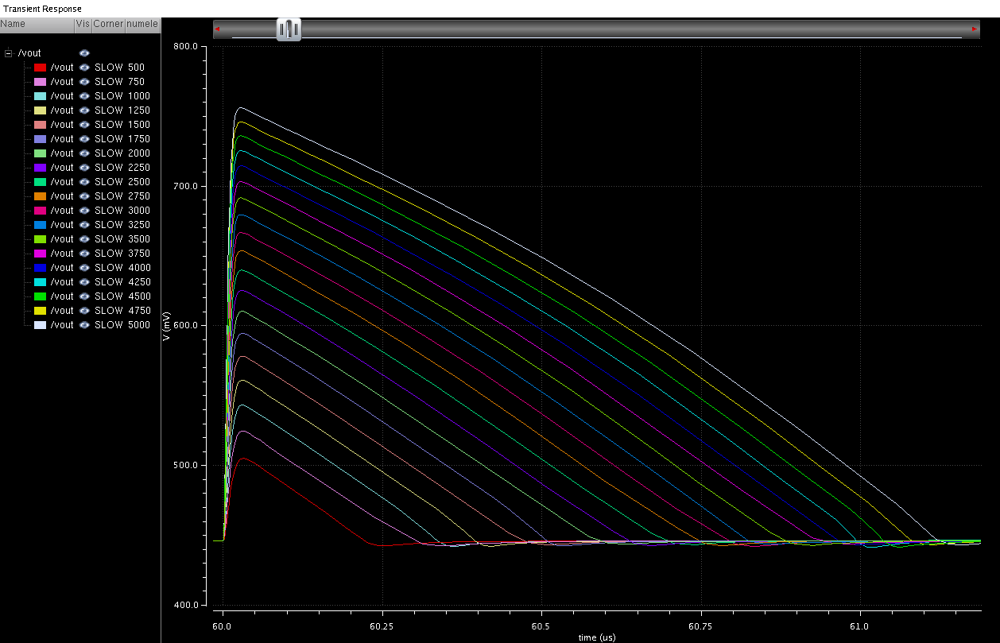 Transient Response
Name Vis Corner numele
/vout
/vout SLOW 500
/vout SLOW 750
/vout SLOW 1000
/vout SLOW 1250
/vout SLOW 1500
/vout SLOW 1750
/vout SLOW 2000
/vout SLOW 2250
/vout SLOW 2500
/vout SLOW 2750
/vout SLOW 3000
/vout SLOW 3250
/vout SLOW 3500
/vout SLOW 3750
/vout SLOW 4000
/vout SLOW 4250
/vout SLOW 4500
/vout SLOW 4750
/vout SLOW 5000
800.0
700.0
600.0
500.0
400.0
V (mV)
60.0 60.25 60.5 60.75 61.0
time (us)